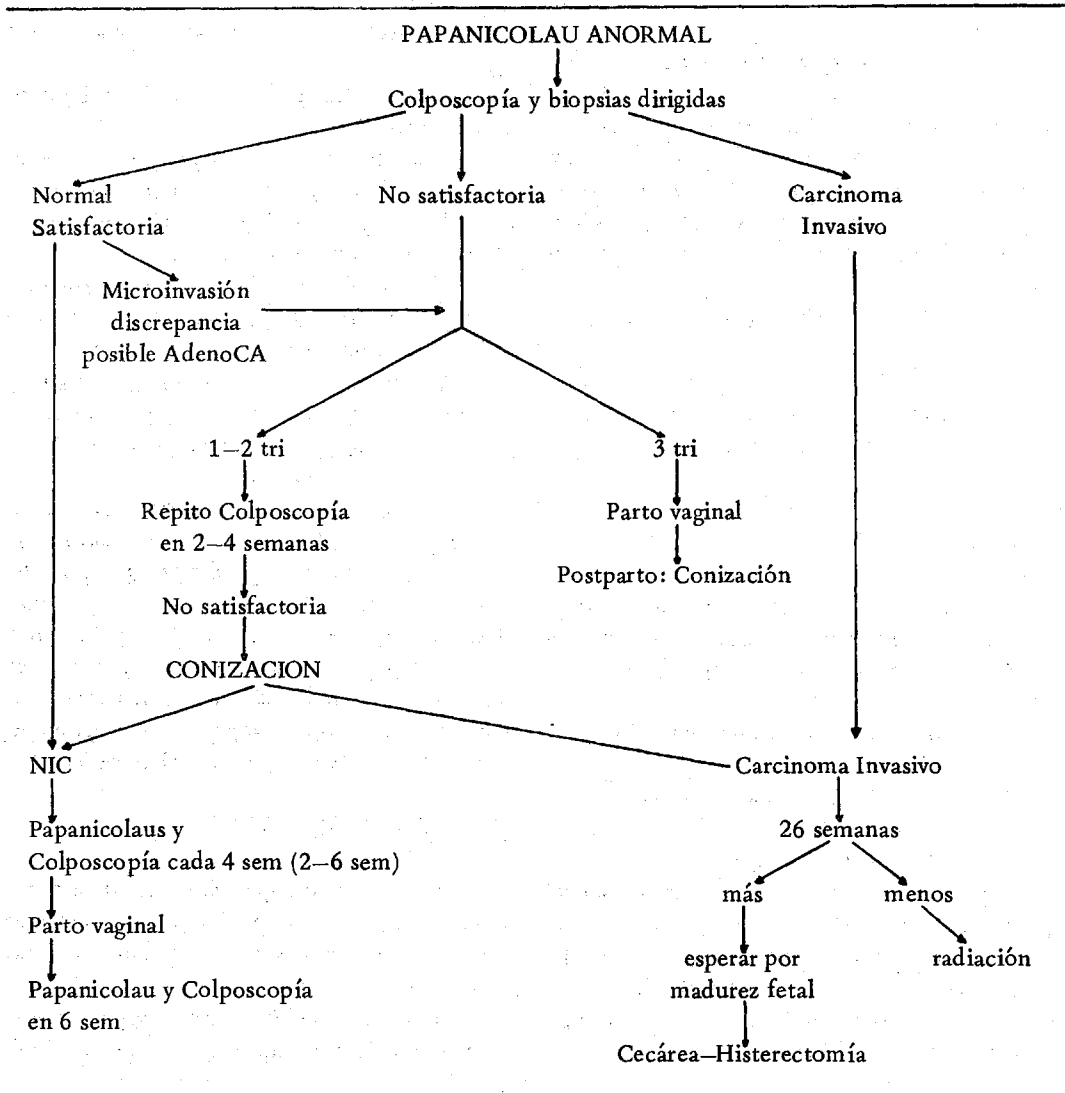 PAPANICOLAU ANORMAL
Colposcopía y biopsias dirigidas
Normal
Satisfactoria
No satisfactoria
Carcinoma
Invasivo
Microinvasión
discrepancia
posible AdenoCA
1–2 tri
3 tri
Repito Colposcopía
en 2–4 semanas
Parto vaginal
Postparto: Conización
No satisfactoria
CONIZACION
NIC
Carcinoma Invasivo
Papanicolaus y
Colposcopía cada 4 sem (2–6 sem)
26 semanas
más
menos
Parto vaginal
esperar por
madurez fetal
radiación
Papanicolau y Colposcopía
en 6 sem
Cecárea–Histerectomía